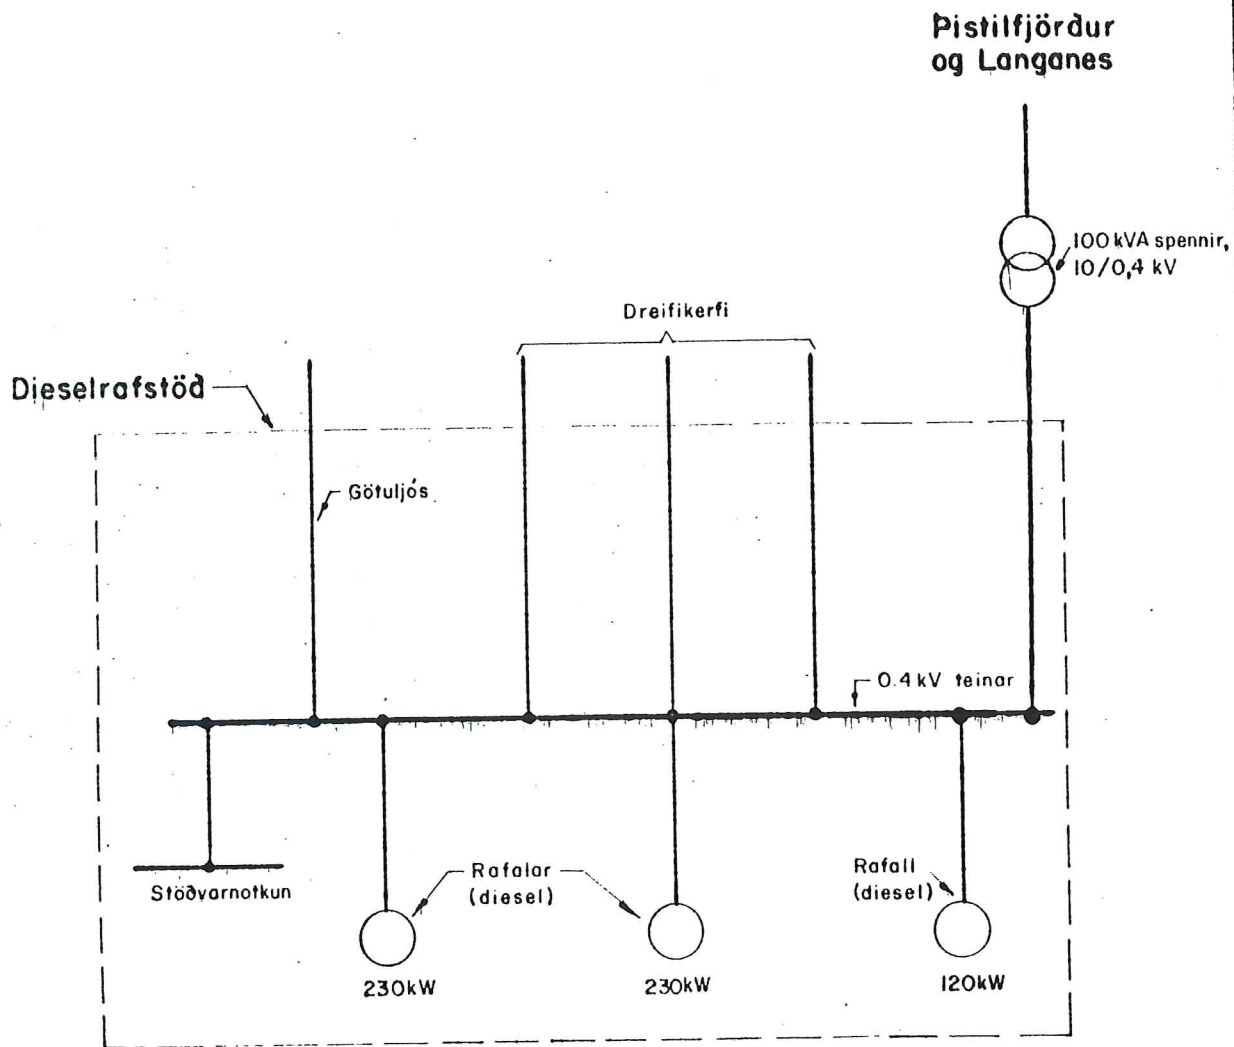 Þistilfjördur
og Langanes
100 kVA spennir,
10/0,4 kV
Dreifikerfi
Dieselrafstöð
Götuljós
0.4 kV teinar
Stöðvarnotkun
Rafalar
(diesel)
Rafall
(diesel)
230kW
230kW
120kW